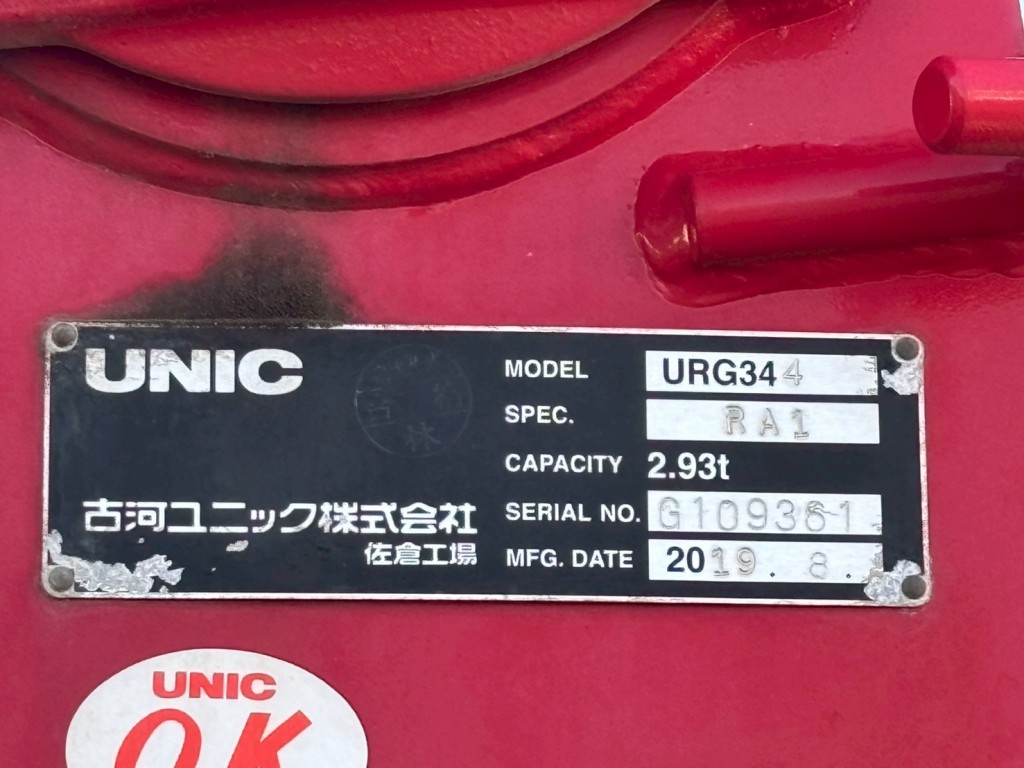 UNIC
MODEL URG344
SPEC. RA1
CAPACITY 2.93t
古河ユニック株式会社
SERIAL NO. G109361
佐倉工場
MFG. DATE 2019. 8.
UNIC
OK